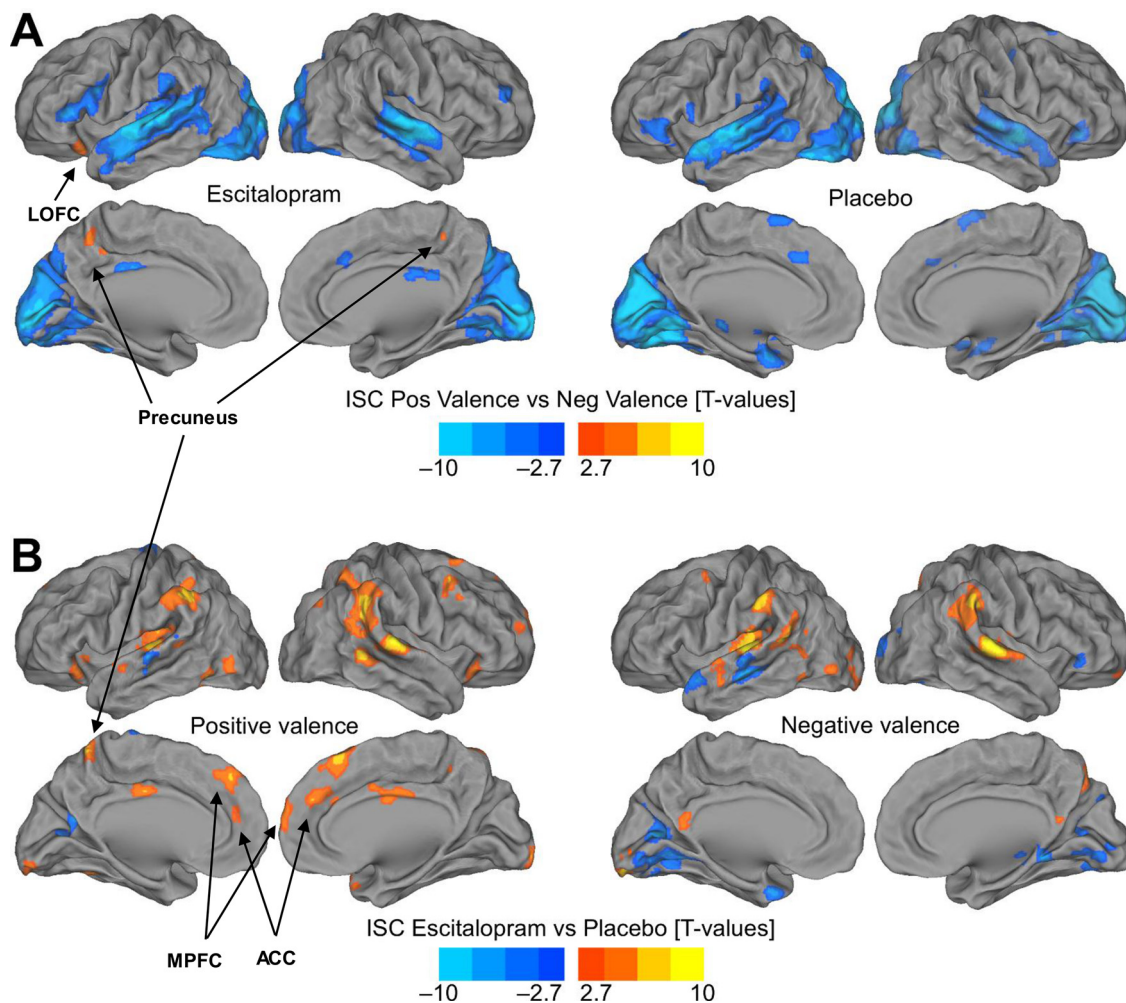 A
LOFC
Escitalopram
Placebo
Precuneus
ISC Pos Valence vs Neg Valence [T-values]
–10 –2.7 2.7 10
B
Positive valence
Negative valence
MPFC ACC
ISC Escitalopram vs Placebo [T-values]
–10 –2.7 2.7 10